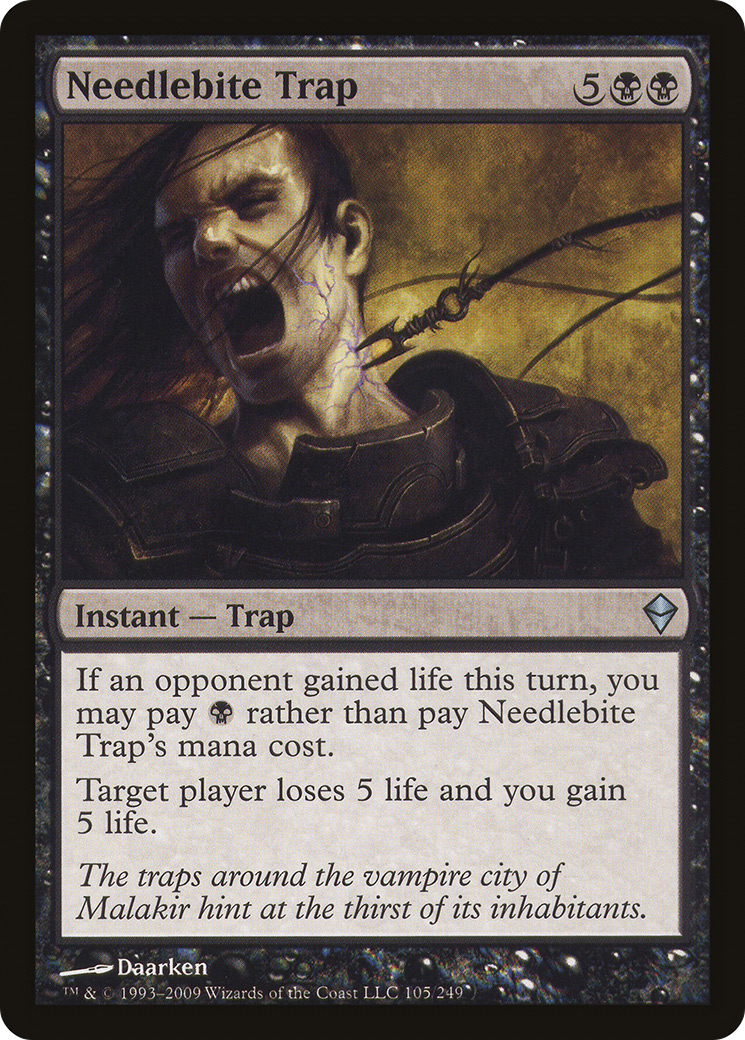 Needlebite Trap 5
Instant — Trap
If an opponent gained life this turn, you
may pay rather than pay Needlebite
Trap's mana cost.
Target player loses 5 life and you gain
5 life.
The traps around the vampire city of
Malakir hint at the thirst of its inhabitants.
Daarken
™ & © 1993–2009 Wizards of the Coast LLC 105/249